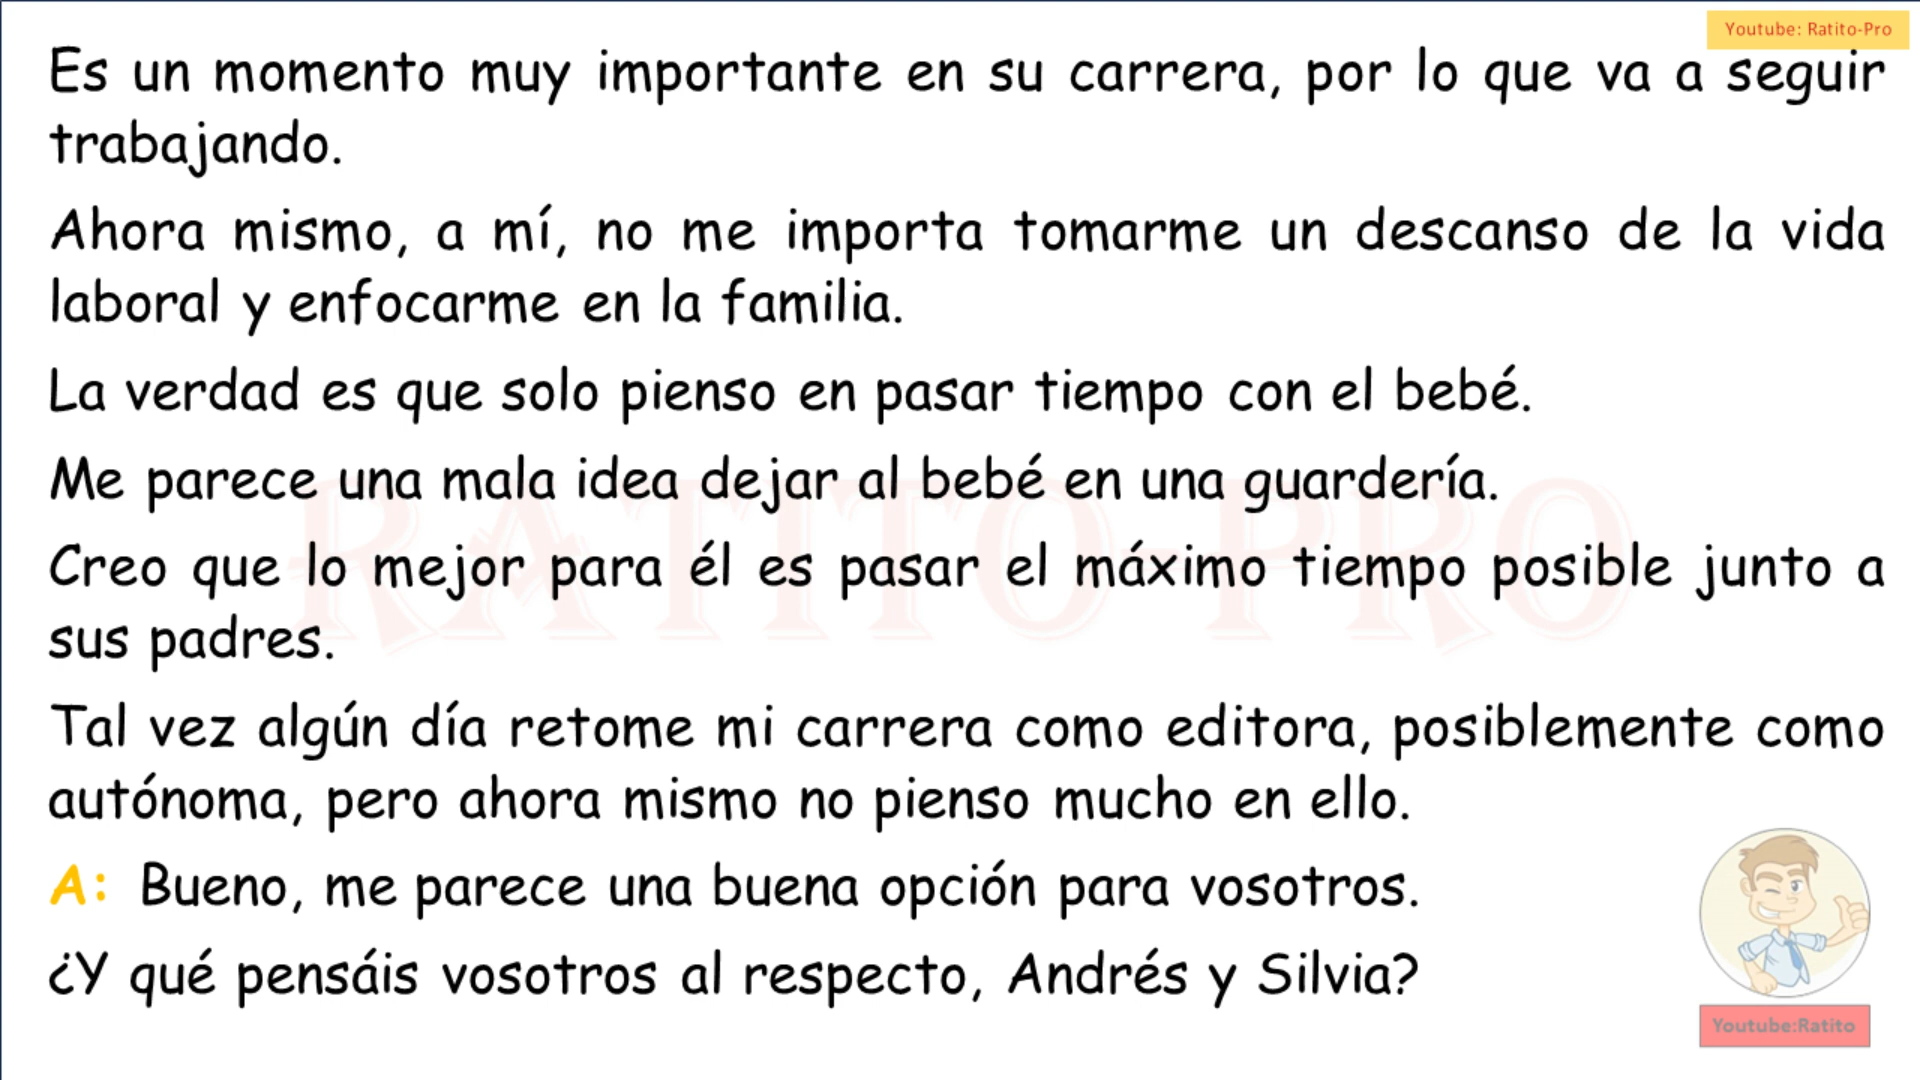 Youtube: Ratito-Pro
Es un momento muy importante en su carrera, por lo que va a seguir
trabajando.
Ahora mismo, a mí, no me importa tomarme un descanso de la vida
laboral y enfocarme en la familia.
La verdad es que solo pienso en pasar tiempo con el bebé.
Me parece una mala idea dejar al bebé en una guardería.
RATITO-PRO
Creo que lo mejor para él es pasar el máximo tiempo posible junto a
sus padres.
Tal vez algún día retome mi carrera como editora, posiblemente como
autónoma, pero ahora mismo no pienso mucho en ello.
A: Bueno, me parece una buena opción para vosotros.
¿Y qué pensáis vosotros al respecto, Andrés y Silvia?
Youtube:Ratito